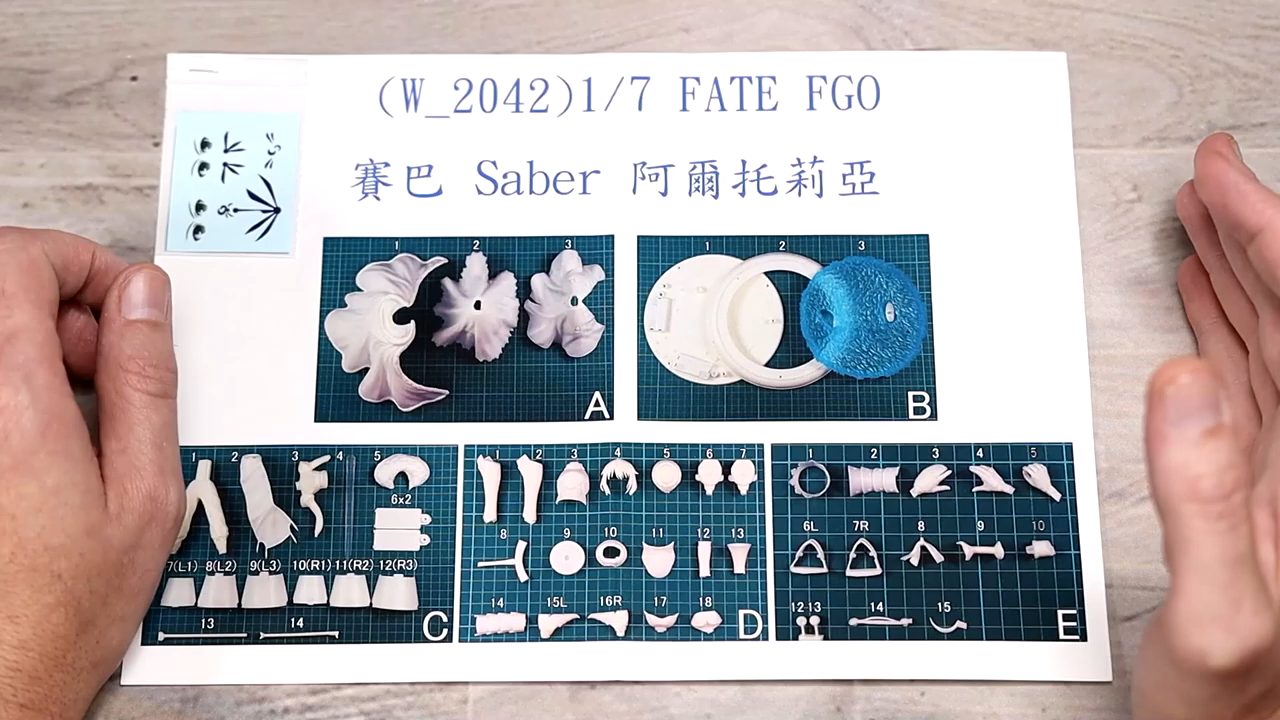 (W_2042)1/7 FATE FGO
賽巴 Saber 阿爾托莉亞
1 2 3
A
1 2 3
B
1 2 3 4 5
6x2
7(L1) 8(L2) 9(L3) 10(R1) 11(R2) 12(R3)
13 14
C
1 2 3 4 5 6 7
8 9 10 11 12 13
14 15L 16R 17 18
D
1 2 3 4 5
6L 7R 8 9 10
12 13 14 15
E